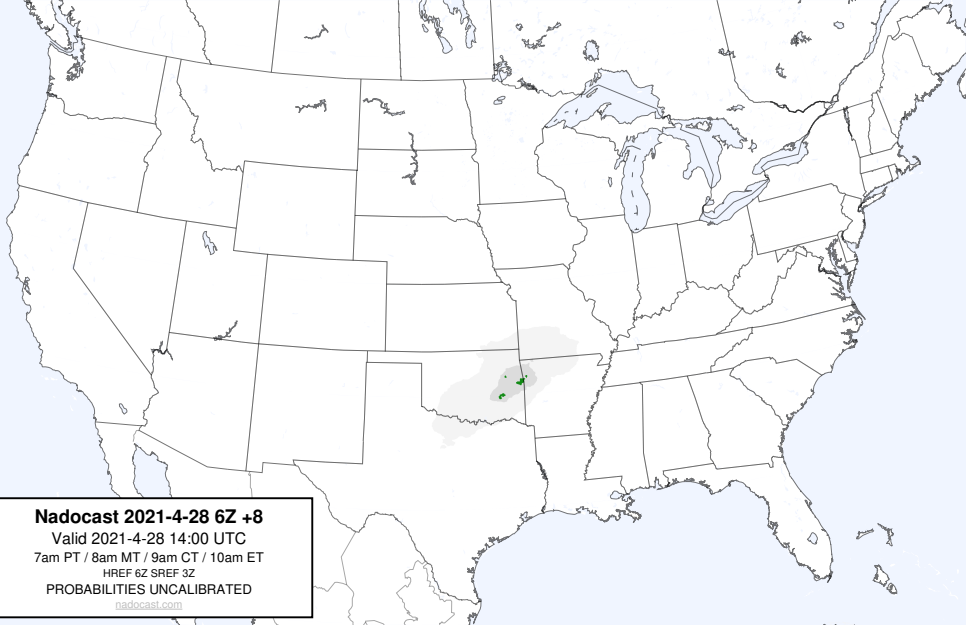 Nadocast 2021-4-28 6Z +8
Valid 2021-4-28 14:00 UTC
7am PT / 8am MT / 9am CT / 10am ET
HREF 6Z SREF 3Z
PROBABILITIES UNCALIBRATED
nadocast.com